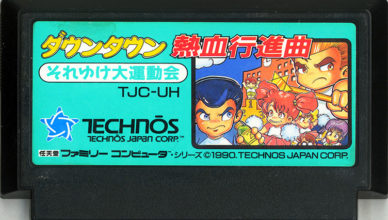 ダウンタウン 熱血行進曲
それゆけ大運動会
TJC-UH
TECHNŌS
TECHNOS JAPAN CORP.™
任天堂 ファミリー コンピュータ・シリーズ ©1990. TECHNOS JAPAN CORP.